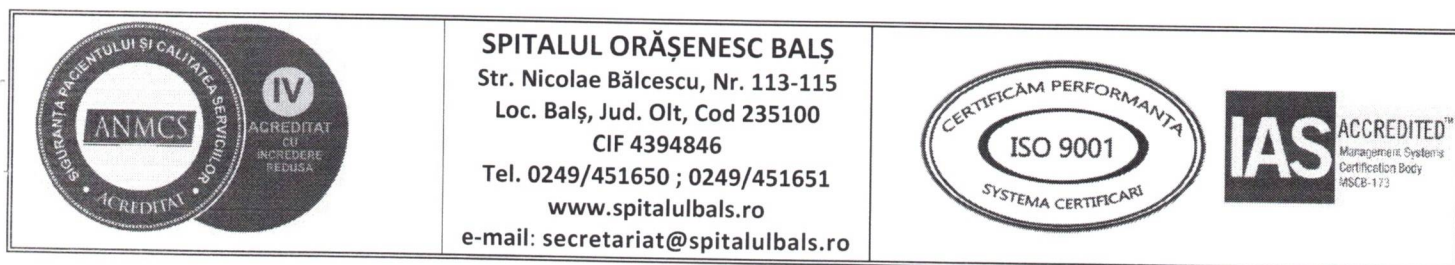 SIGURANȚA PACIENTULUI ȘI CALITATEA SERVICIILOR
ANMCS
• ACREDITAT •
IV
ACREDITAT
CU
INCREDERE
REDUSA
SPITALUL ORĂȘENESC BALȘ
Str. Nicolae Bălcescu, Nr. 113-115
Loc. Balș, Jud. Olt, Cod 235100
CIF 4394846
Tel. 0249/451650 ; 0249/451651
www.spitalulbals.ro
e-mail: secretariat@spitalulbals.ro
CERTIFICĂM PERFORMANȚA
ISO 9001
SYSTEMA CERTIFICARI
IAS ACCREDITED™
Management Systems
Certification Body
MSCB-173